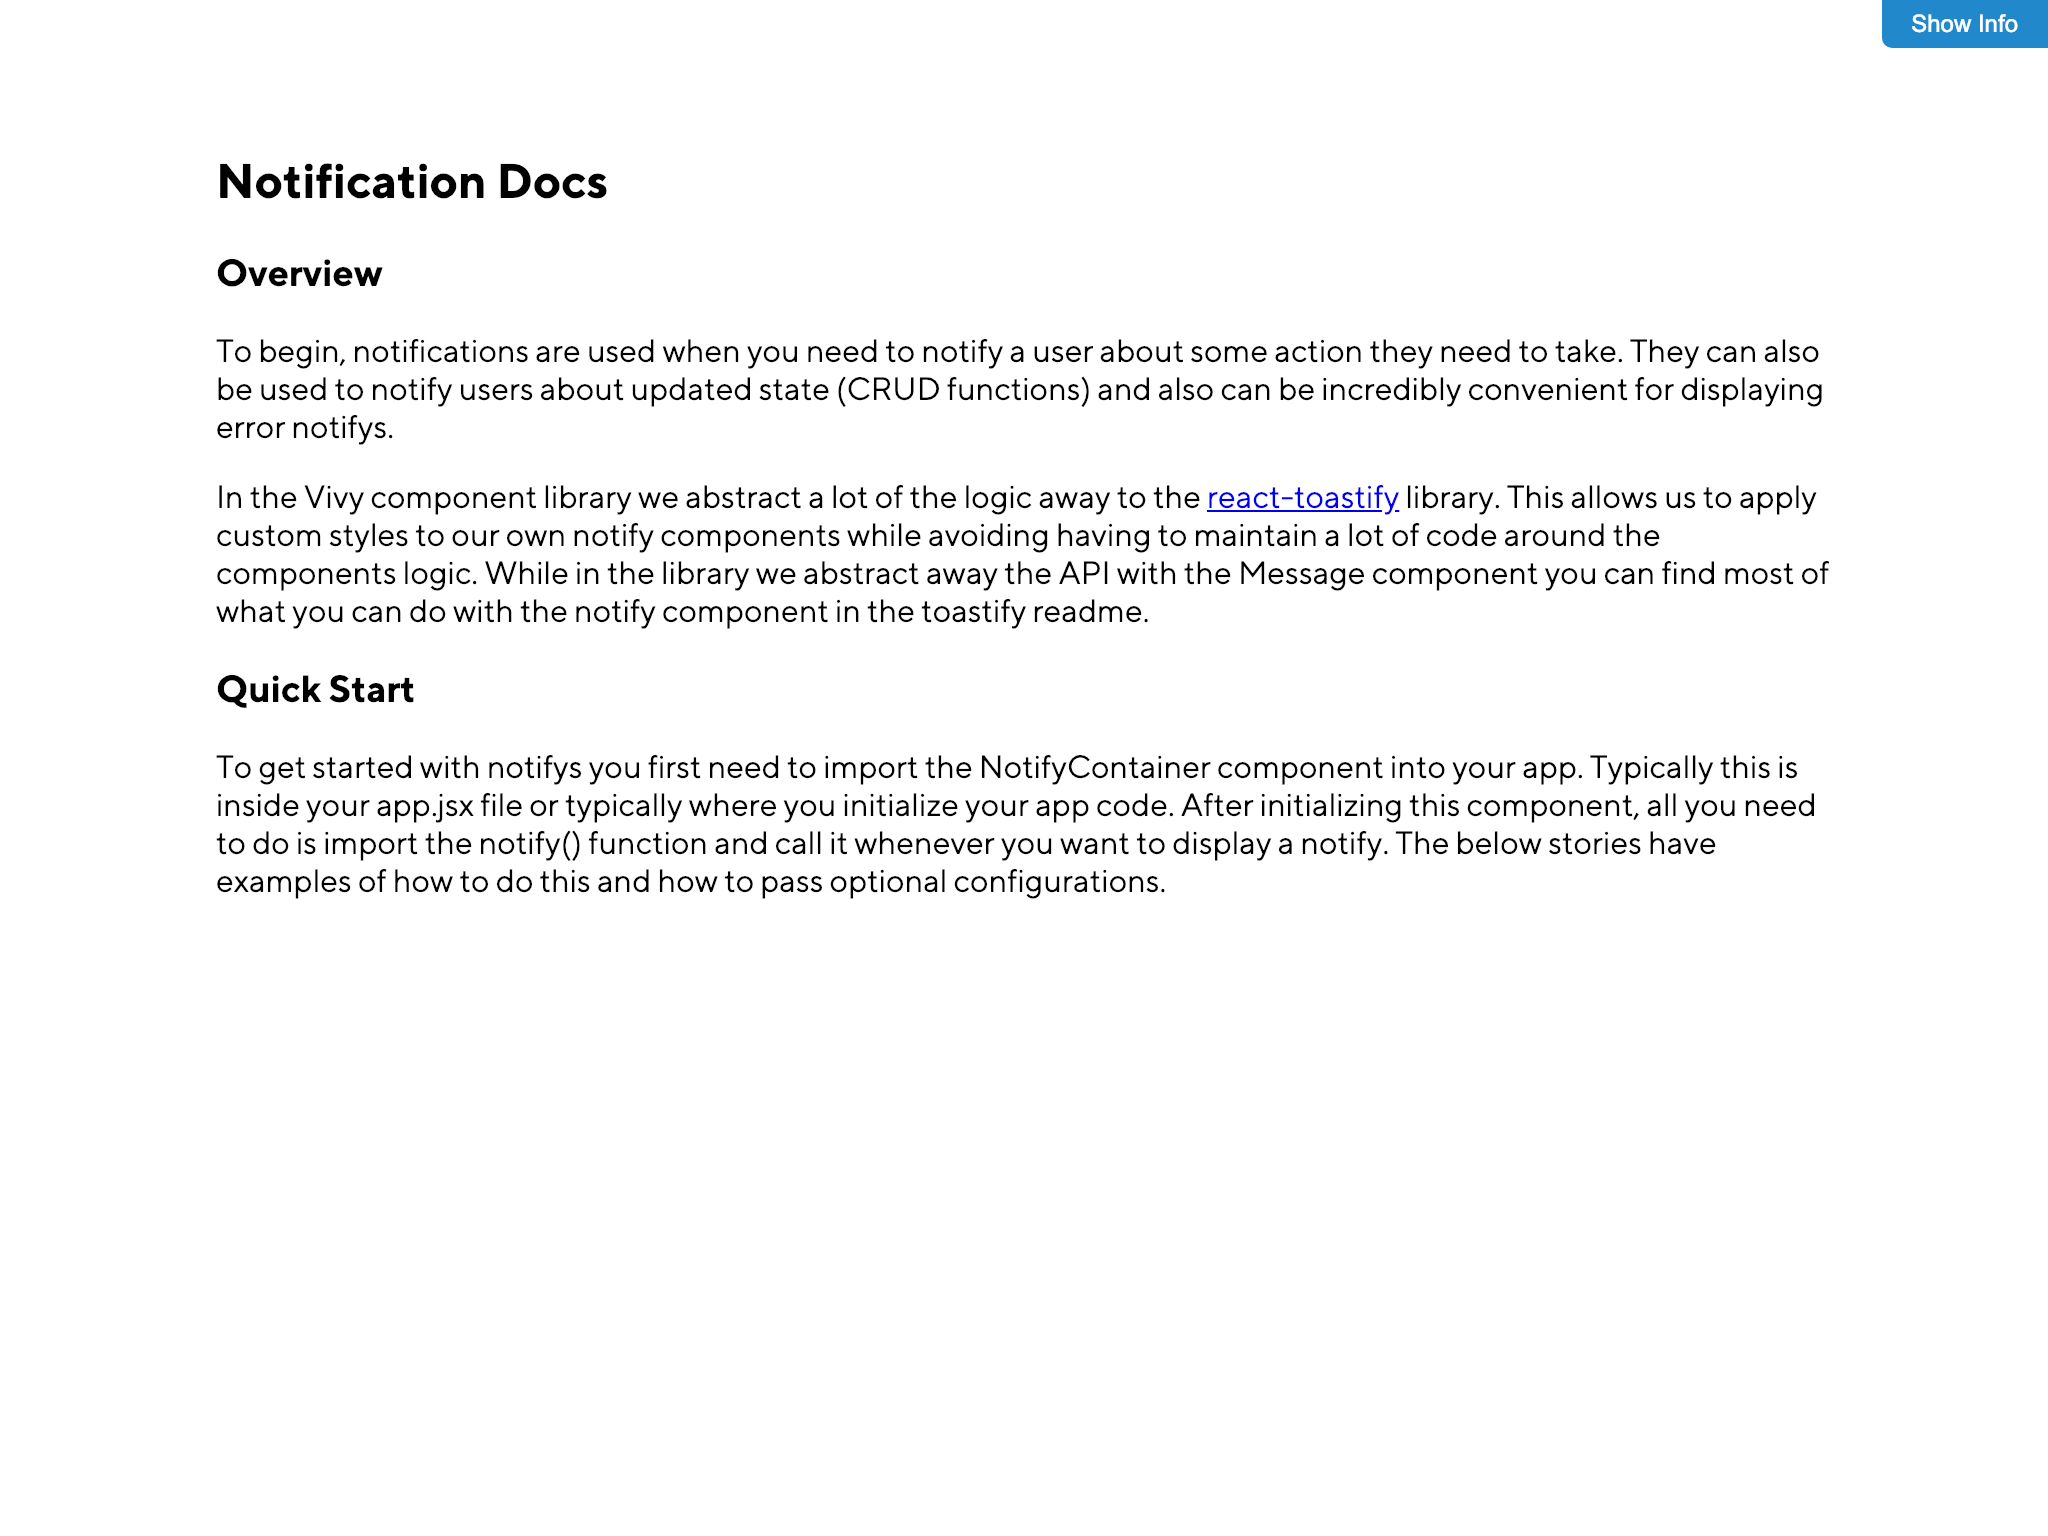 Show Info
Notification Docs
Overview
To begin, notifications are used when you need to notify a user about some action they need to take. They can also
be used to notify users about updated state (CRUD functions) and also can be incredibly convenient for displaying
error notifys.
In the Vivy component library we abstract a lot of the logic away to the react-toastify library. This allows us to apply
custom styles to our own notify components while avoiding having to maintain a lot of code around the
components logic. While in the library we abstract away the API with the Message component you can find most of
what you can do with the notify component in the toastify readme.
Quick Start
To get started with notifys you first need to import the NotifyContainer component into your app. Typically this is
inside your app.jsx file or typically where you initialize your app code. After initializing this component, all you need
to do is import the notify() function and call it whenever you want to display a notify. The below stories have
examples of how to do this and how to pass optional configurations.